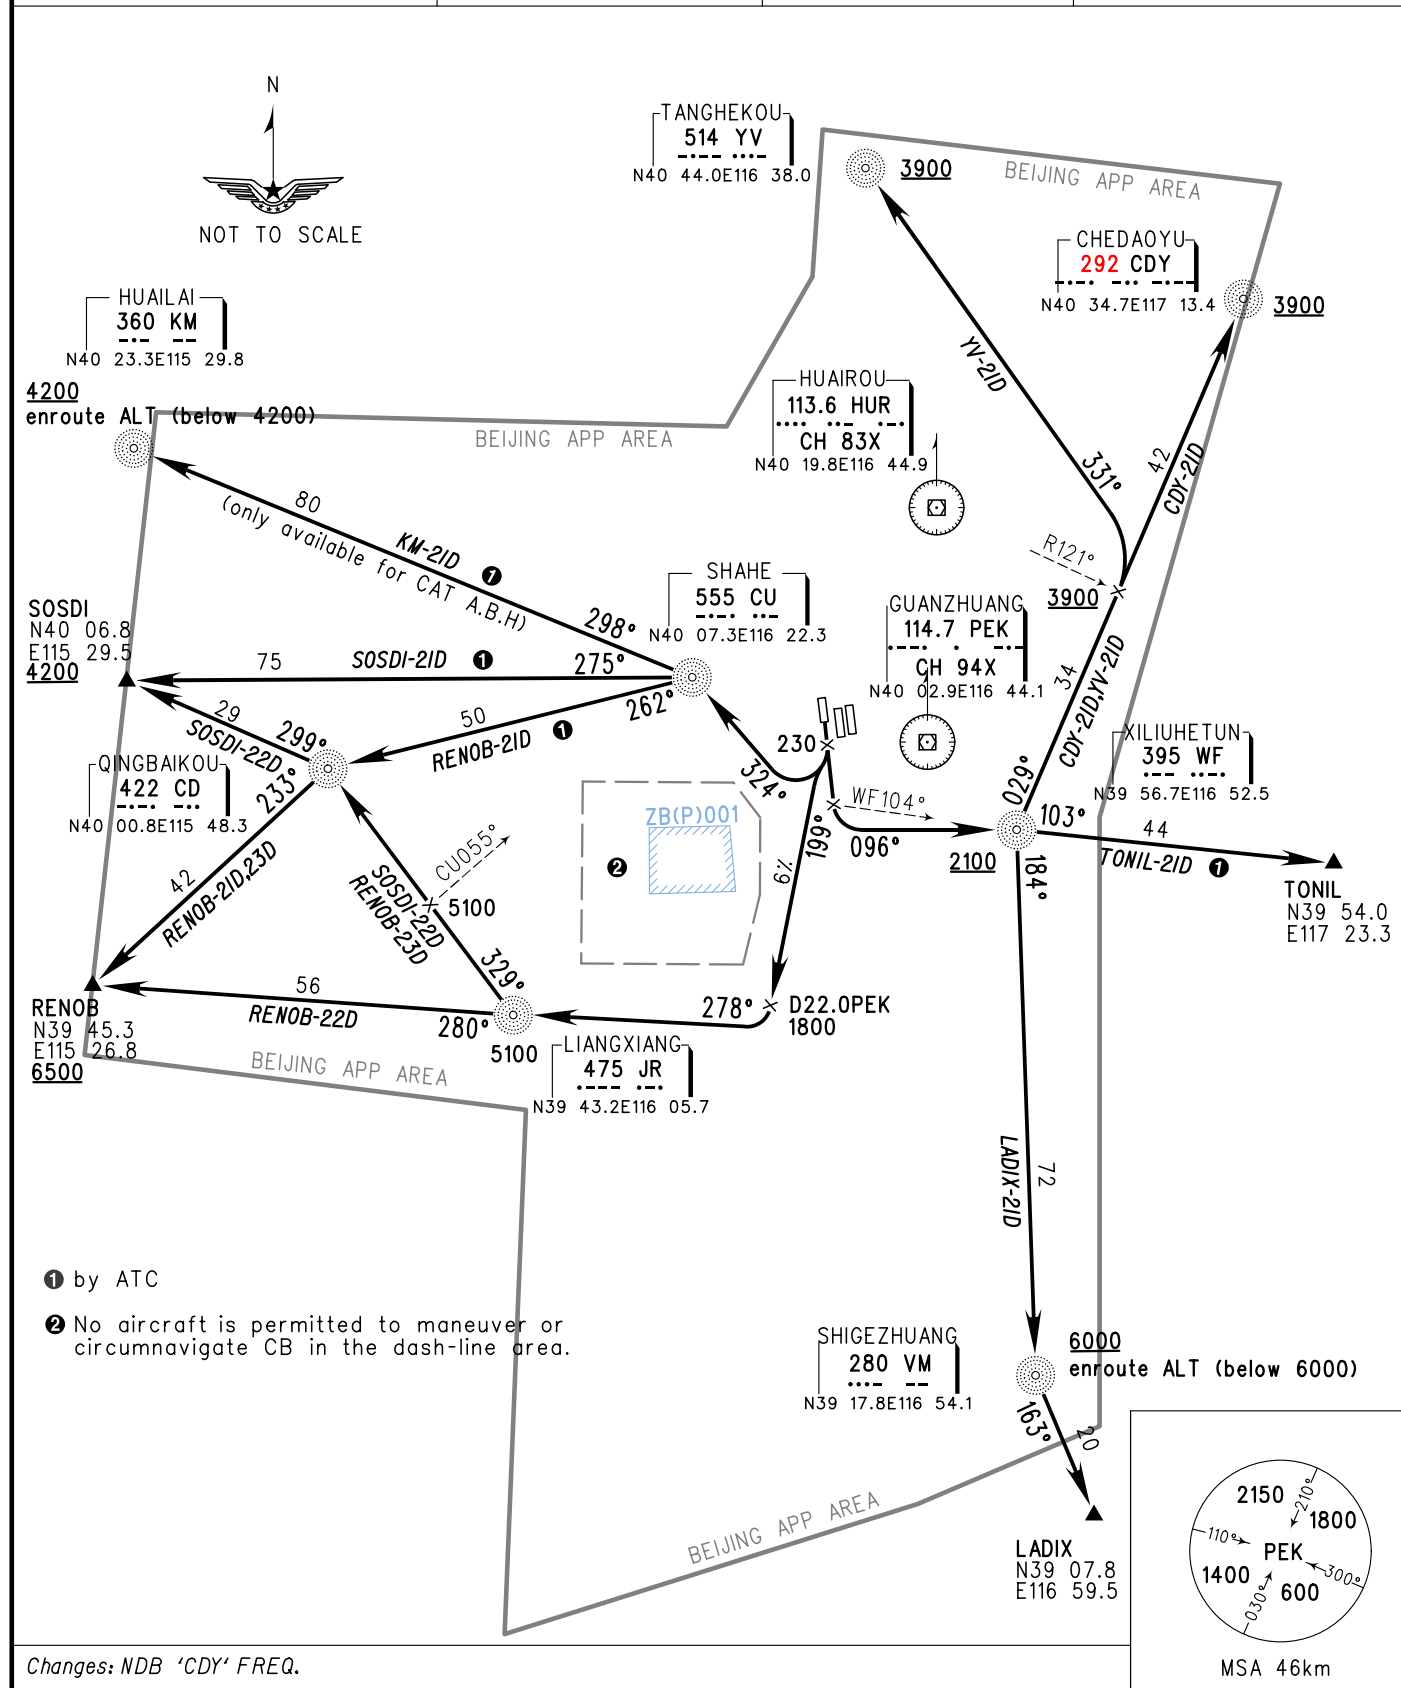 N
NOT TO SCALE
TANGHEKOU
514 YV
N40 44.0E116 38.0
3900
BEIJING APP AREA
CHEDAOYU
292 CDY
N40 34.7E117 13.4
3900
HUAILAI
360 KM
N40 23.3E115 29.8
4200
enroute ALT (below 4200)
BEIJING APP AREA
HUAIROU
113.6 HUR
CH 83X
N40 19.8E116 44.9
YV-21D
331°
42
CDY-21D
80
(only available for CAT A.B.H)
KM-21D ❶
298°
R121°
3900
SHAHE
555 CU
N40 07.3E116 22.3
GUANZHUANG
114.7 PEK
CH 94X
N40 02.9E116 44.1
SOSDI
N40 06.8
E115 29.5
4200
75
SOSDI-21D ❶
275°
262°
50
RENOB-21D ❶
29
SOSDI-22D
299°
34
CDY-21D,YV-21D
029°
XILIUHETUN
395 WF
N39 56.7E116 52.5
QINGBAIKOU
422 CD
N40 00.8E115 48.3
233°
230
324°
WF104°
199°
096°
6%
2100
103°
44
TONIL-21D ❶
TONIL
N39 54.0
E117 23.3
184°
ZB(P)001
❷
42
RENOB-21D,23D
CU055°
SOSDI-22D
RENOB-23D
5100
329°
56
RENOB-22D
280°
5100
278°
D22.0PEK
1800
RENOB
N39 45.3
E115 26.8
6500
BEIJING APP AREA
LIANGXIANG
475 JR
N39 43.2E116 05.7
LADIX-21D
72
❶ by ATC
❷ No aircraft is permitted to maneuver or
circumnavigate CB in the dash-line area.
SHIGEZHUANG
280 VM
N39 17.8E116 54.1
6000
enroute ALT (below 6000)
163°
20
BEIJING APP AREA
LADIX
N39 07.8
E116 59.5
2150
210°
1800
110°
PEK
1400
300°
030°
600
MSA 46km
Changes: NDB 'CDY' FREQ.